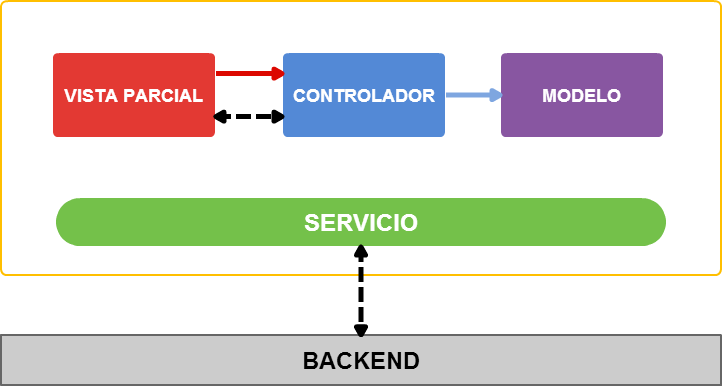 VISTA PARCIAL
CONTROLADOR
MODELO
SERVICIO
BACKEND